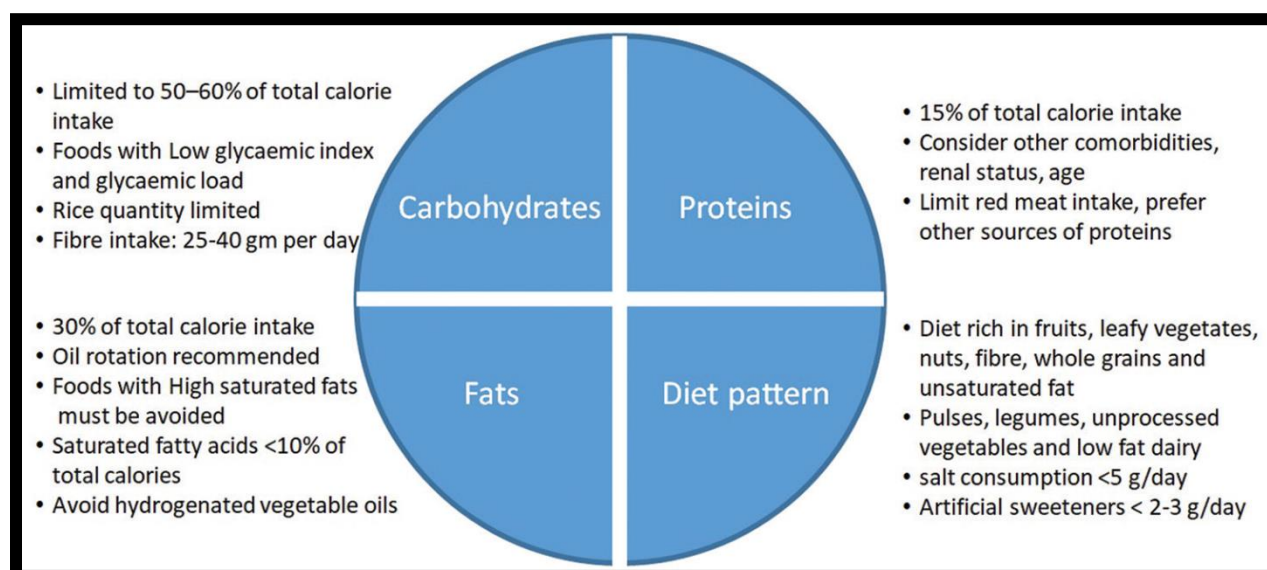 • Limited to 50–60% of total calorie
intake
• Foods with Low glycaemic index
and glycaemic load
• Rice quantity limited
• Fibre intake: 25-40 gm per day
Carbohydrates
Proteins
• 15% of total calorie intake
• Consider other comorbidities,
renal status, age
• Limit red meat intake, prefer
other sources of proteins
• 30% of total calorie intake
• Oil rotation recommended
• Foods with High saturated fats
must be avoided
• Saturated fatty acids <10% of
total calories
• Avoid hydrogenated vegetable oils
Fats
Diet pattern
• Diet rich in fruits, leafy vegetates,
nuts, fibre, whole grains and
unsaturated fat
• Pulses, legumes, unprocessed
vegetables and low fat dairy
• salt consumption <5 g/day
• Artificial sweeteners < 2-3 g/day